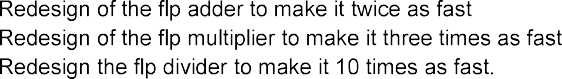 Redesign of the flp adder to make it twice as fast
Redesign of the flp multiplier to make it three times as fast
Redesign the flp divider to make it 10 times as fast.